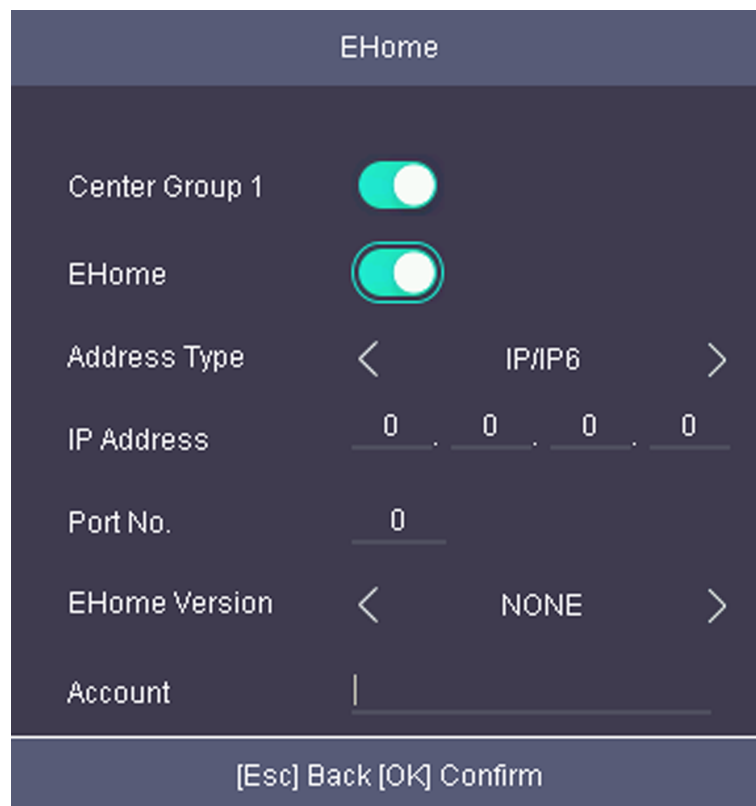 EHome
Center Group 1
EHome
Address Type < IP/IP6 >
IP Address 0 . 0 . 0 . 0
Port No. 0
EHome Version < NONE >
Account
[Esc] Back [OK] Confirm